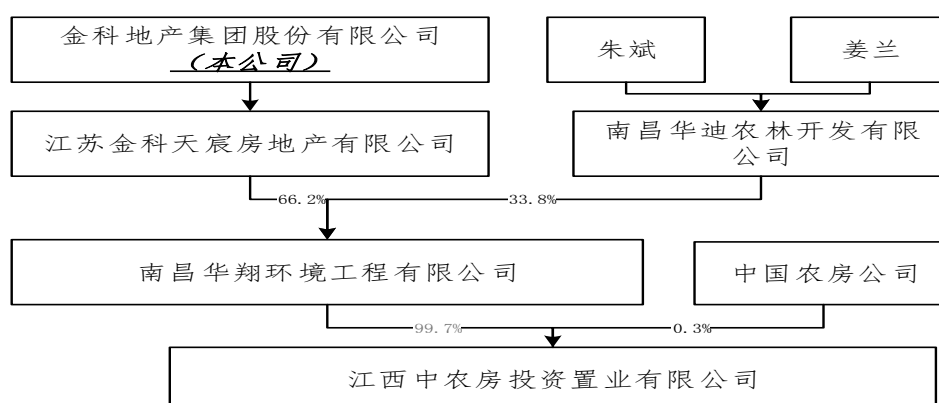 金科地产集团股份有限公司
（本公司）
朱斌
姜兰
江苏金科天宸房地产有限公司
南昌华迪农林开发有限
公司
66.2%
33.8%
南昌华翔环境工程有限公司
中国农房公司
99.7%
0.3%
江西中农房投资置业有限公司